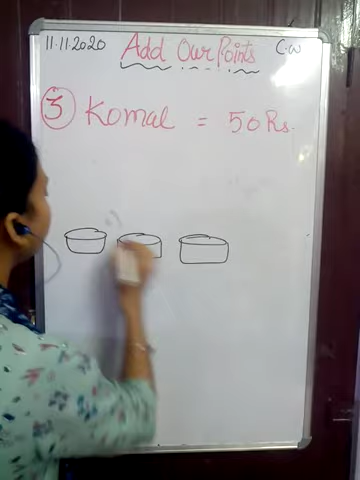 11.11.2020 Add Our Points C.W
3 Komal = 50 Rs.